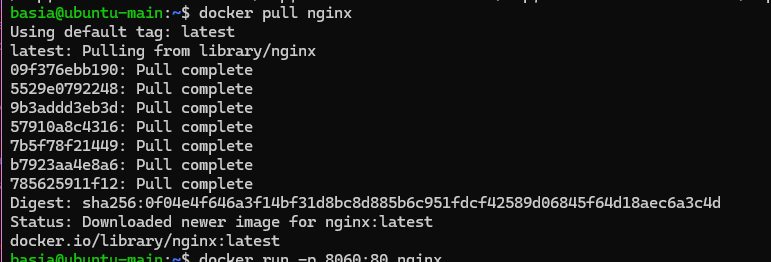 basia@ubuntu-main:~$ docker pull nginx
Using default tag: latest
latest: Pulling from library/nginx
09f376ebb190: Pull complete
5529e0792248: Pull complete
9b3addd3eb3d: Pull complete
57910a8c4316: Pull complete
7b5f78f21449: Pull complete
b7923aa4e8a6: Pull complete
785625911f12: Pull complete
Digest: sha256:0f04e4f646a3f14bf31d8bc8d885b6c951fdcf42589d06845f64d18aec6a3c4d
Status: Downloaded newer image for nginx:latest
docker.io/library/nginx:latest
basia@ubuntu-main:~$ docker run -p 8060:80 nginx